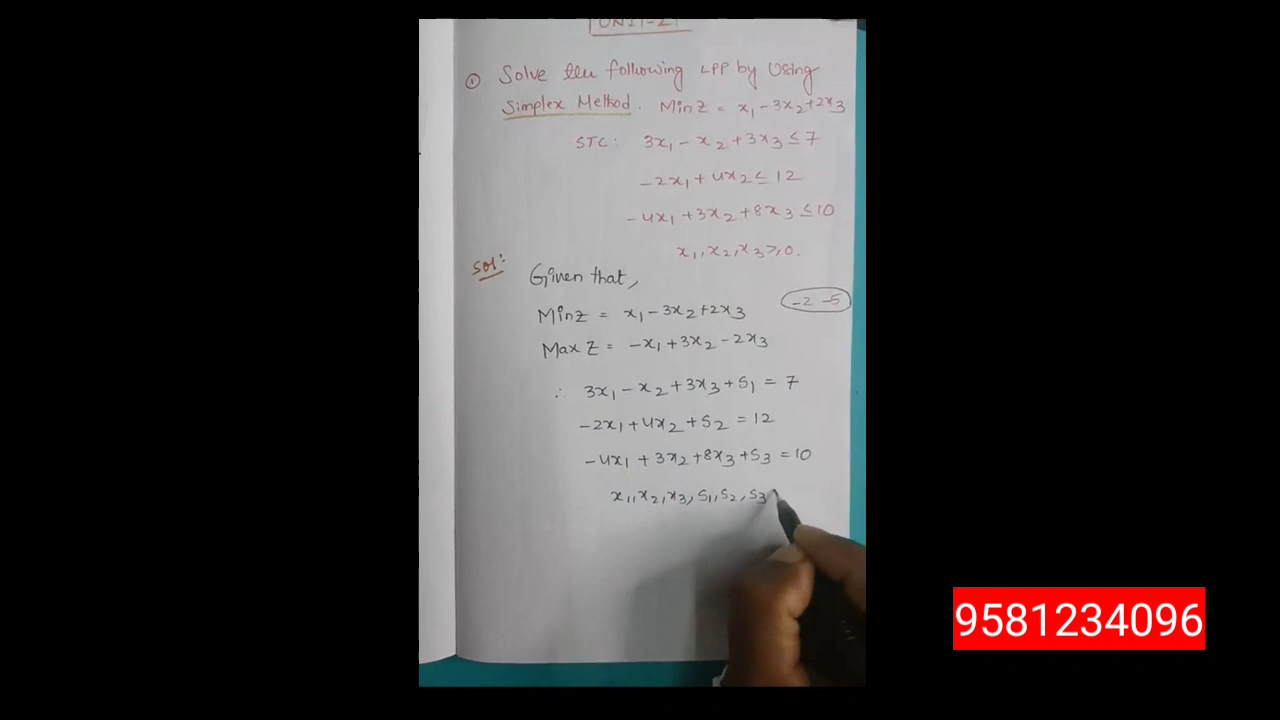 UNIT-2
① Solve the following LPP by Using
Simplex Method. Min Z = x₁ - 3x₂ + 2x₃
STC: 3x₁ - x₂ + 3x₃ ≤ 7
-2x₁ + 4x₂ ≤ 12
-4x₁ + 3x₂ + 8x₃ ≤ 10
x₁, x₂, x₃ ≥ 0.
Sol:
Given that,
-2 -5
Min Z = x₁ - 3x₂ + 2x₃
Max Z = -x₁ + 3x₂ - 2x₃
∴ 3x₁ - x₂ + 3x₃ + S₁ = 7
-2x₁ + 4x₂ + S₂ = 12
-4x₁ + 3x₂ + 8x₃ + S₃ = 10
x₁, x₂, x₃, S₁, S₂, S₃
9581234096